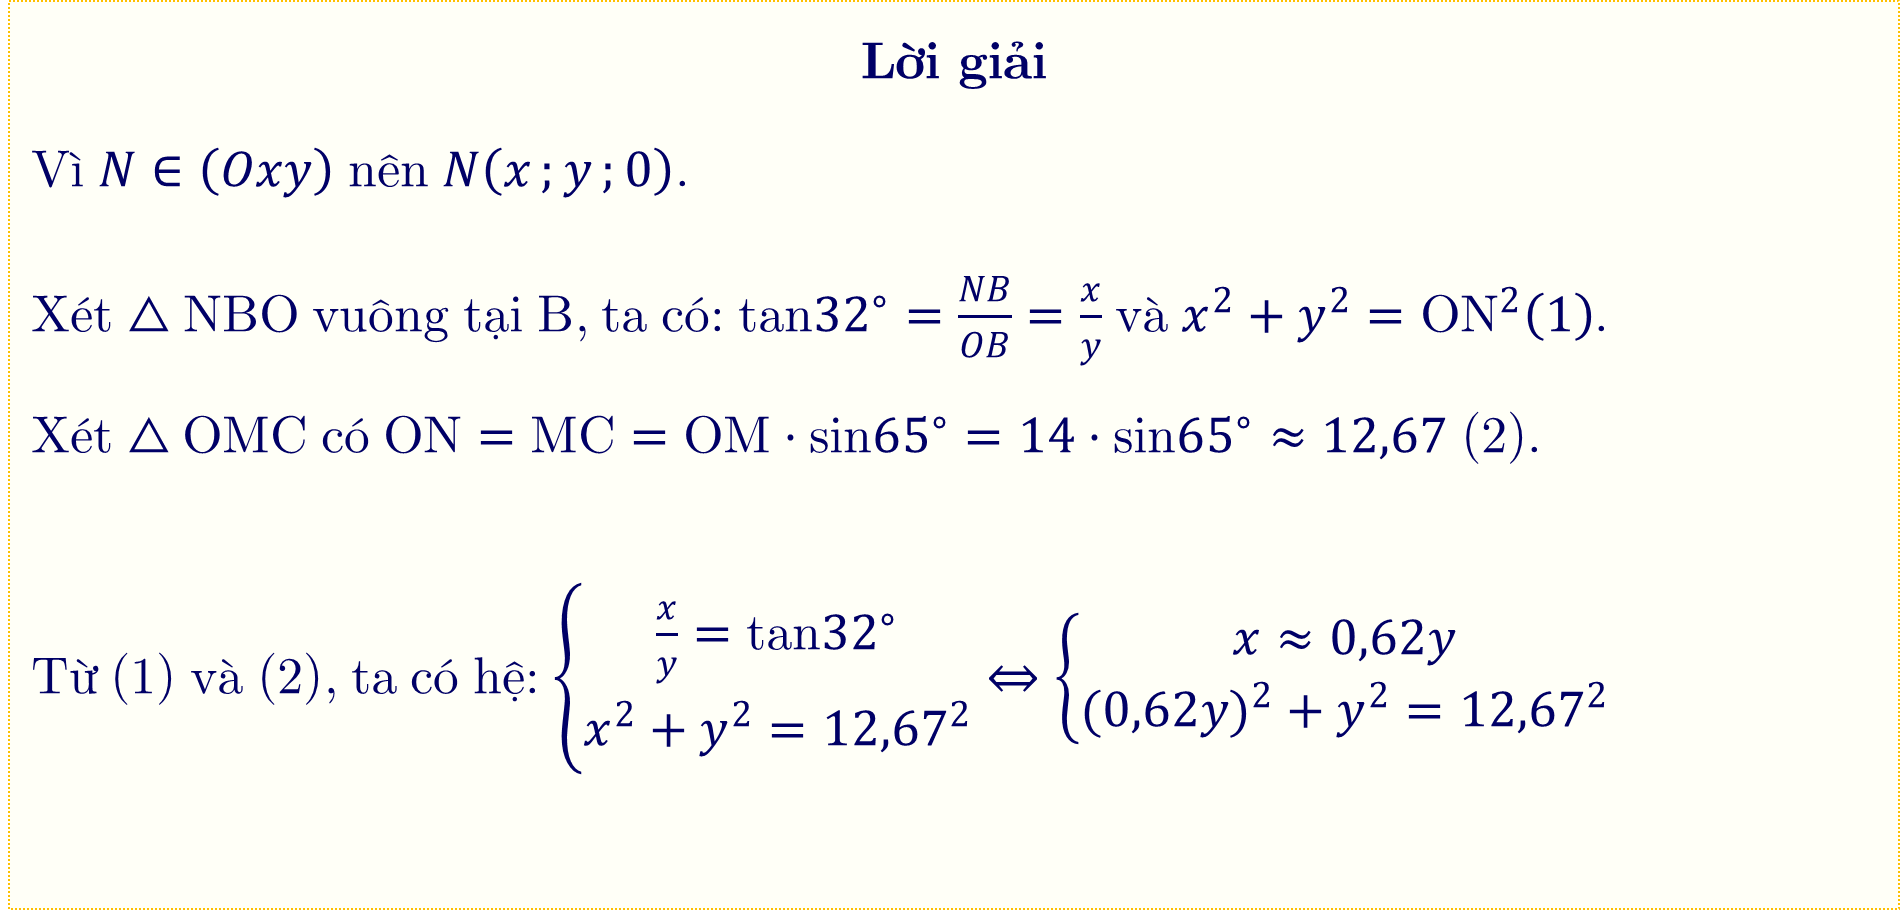 Lời giải
Vì N ∈ (Oxy) nên N(x ; y ; 0).
Xét △ NBO vuông tại B, ta có: tan32° = NB/OB = x/y và x² + y² = ON²(1).
Xét △ OMC có ON = MC = OM · sin65° = 14 · sin65° ≈ 12,67 (2).
Từ (1) và (2), ta có hệ: { x/y = tan32° ; x² + y² = 12,67² ⇔ { x ≈ 0,62y ; (0,62y)² + y² = 12,67²